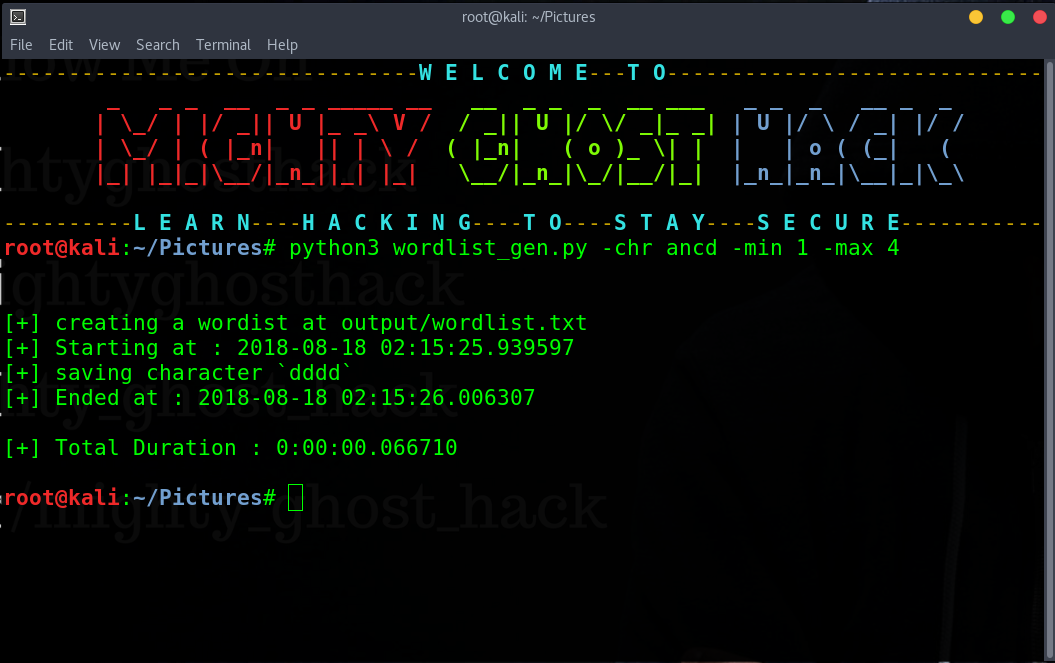 root@kali: ~/Pictures
File Edit View Search Terminal Help
------------------------------- W E L C O M E---T O-----------------------------
MIGHTY GHOST HACK
----------L E A R N----H A C K I N G----T O----S T A Y----S E C U R E-----------
root@kali:~/Pictures# python3 wordlist_gen.py -chr ancd -min 1 -max 4
[+] creating a wordist at output/wordlist.txt
[+] Starting at : 2018-08-18 02:15:25.939597
[+] saving character `dddd`
[+] Ended at : 2018-08-18 02:15:26.006307
[+] Total Duration : 0:00:00.066710
root@kali:~/Pictures#